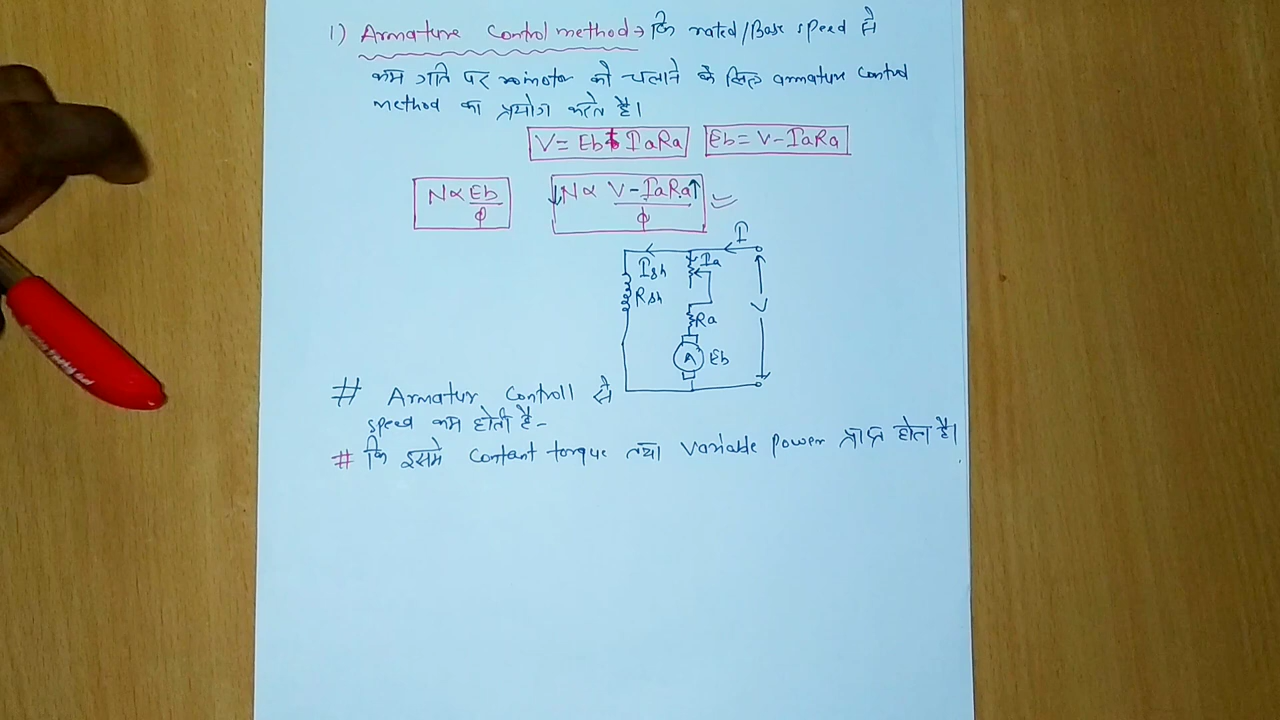 1) Armature Control method → कि rated/Base speed से
कम गति पर motor को चलाने के लिए armature control
method का प्रयोग करते है।
V = Eb + IaRa Eb = V - IaRa
N ∝ Eb/φ ↓N ∝ V - IaRa↑/φ
I
Ish Ia
Rsh
V
Ra
A Eb
# Armatur Controll से
speed कम होती है-
# कि इसमे Contant torque तथा Variable power प्राप्त होता है।